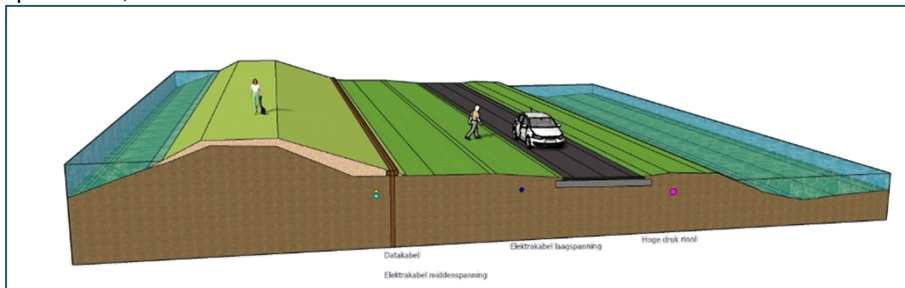 Datakabel
Elektrakabel middenspanning
Elektrakabel laagspanning
Hoge druk riool